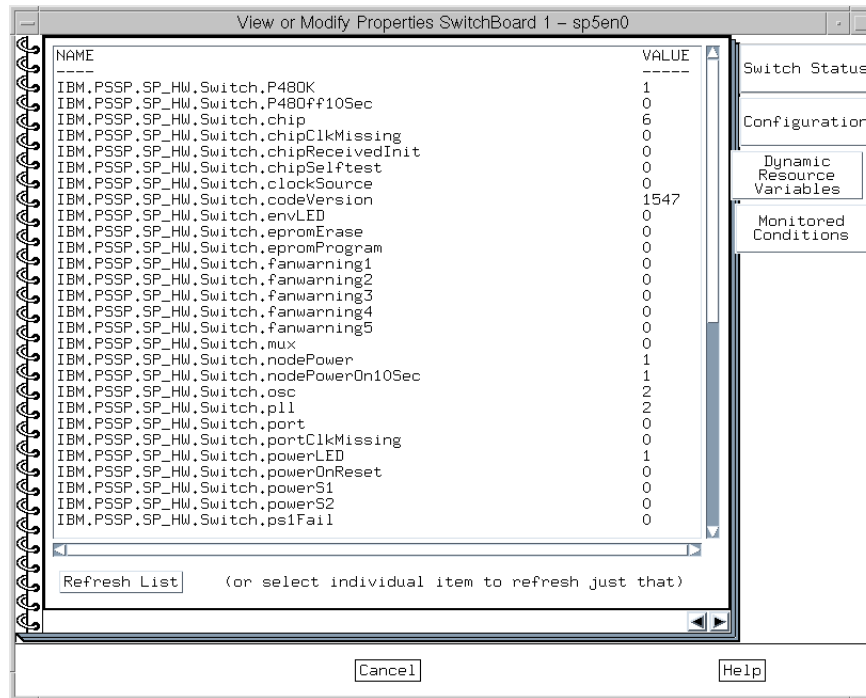 View or Modify Properties SwitchBoard 1 – sp5en0
NAME VALUE
---- -----
IBM.PSSP.SP_HW.Switch.P48OK 1
IBM.PSSP.SP_HW.Switch.P48Off10Sec 0
IBM.PSSP.SP_HW.Switch.chip 6
IBM.PSSP.SP_HW.Switch.chipClkMissing 0
IBM.PSSP.SP_HW.Switch.chipReceivedInit 0
IBM.PSSP.SP_HW.Switch.chipSelftest 0
IBM.PSSP.SP_HW.Switch.clockSource 0
IBM.PSSP.SP_HW.Switch.codeVersion 1547
IBM.PSSP.SP_HW.Switch.envLED 0
IBM.PSSP.SP_HW.Switch.epromErase 0
IBM.PSSP.SP_HW.Switch.epromProgram 0
IBM.PSSP.SP_HW.Switch.fanwarning1 0
IBM.PSSP.SP_HW.Switch.fanwarning2 0
IBM.PSSP.SP_HW.Switch.fanwarning3 0
IBM.PSSP.SP_HW.Switch.fanwarning4 0
IBM.PSSP.SP_HW.Switch.fanwarning5 0
IBM.PSSP.SP_HW.Switch.mux 0
IBM.PSSP.SP_HW.Switch.nodePower 1
IBM.PSSP.SP_HW.Switch.nodePowerOn10Sec 1
IBM.PSSP.SP_HW.Switch.osc 2
IBM.PSSP.SP_HW.Switch.pll 2
IBM.PSSP.SP_HW.Switch.port 0
IBM.PSSP.SP_HW.Switch.portClkMissing 0
IBM.PSSP.SP_HW.Switch.powerLED 1
IBM.PSSP.SP_HW.Switch.powerOnReset 0
IBM.PSSP.SP_HW.Switch.powerS1 0
IBM.PSSP.SP_HW.Switch.powerS2 0
IBM.PSSP.SP_HW.Switch.ps1Fail 0
Refresh List (or select individual item to refresh just that)
Switch Status
Configuration
Dynamic
Resource
Variables
Monitored
Conditions
Cancel Help